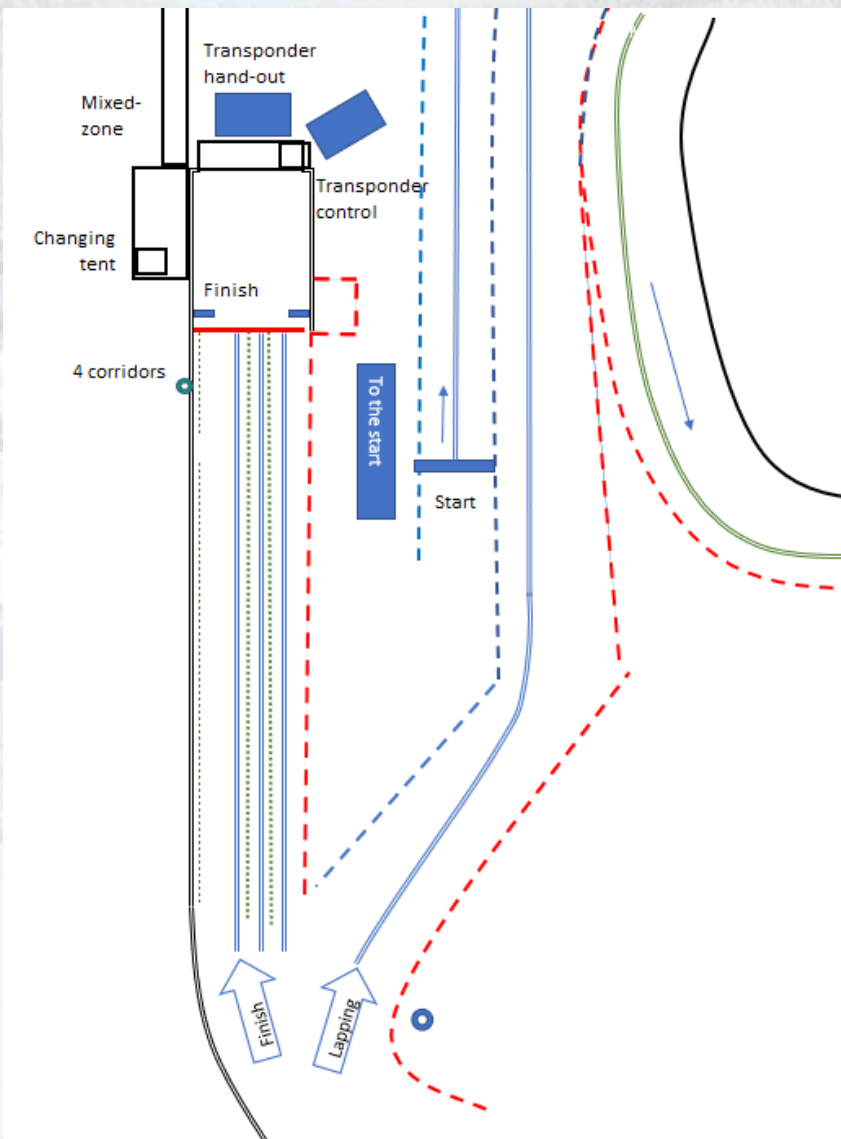 Transponder
hand-out
Mixed-
zone
Transponder
control
Changing
tent
Finish
4 corridors
To the start
Start
Finish
Lapping